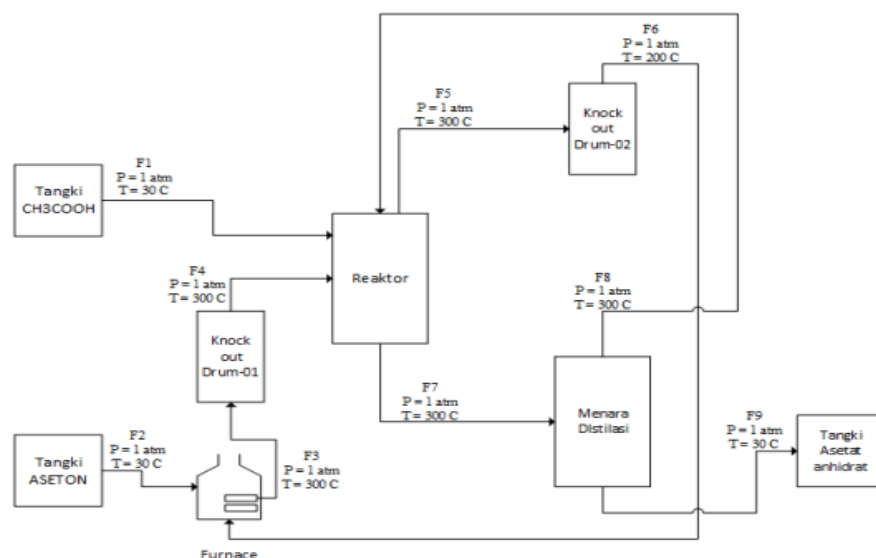 F6
P = 1 atm
T= 200 C
F5
P = 1 atm
T= 300 C
Knock
out
Drum-02
F1
P = 1 atm
T= 30 C
Tangki
CH3COOH
Reaktor
F4
P = 1 atm
T= 300 C
F8
P = 1 atm
T= 300 C
Knock
out
Drum-01
F7
P = 1 atm
T= 300 C
Menara
Distilasi
F9
P = 1 atm
T= 30 C
Tangki
Asetat
anhidrat
F2
P = 1 atm
T= 30 C
Tangki
ASETON
F3
P = 1 atm
T= 300 C
Furnace